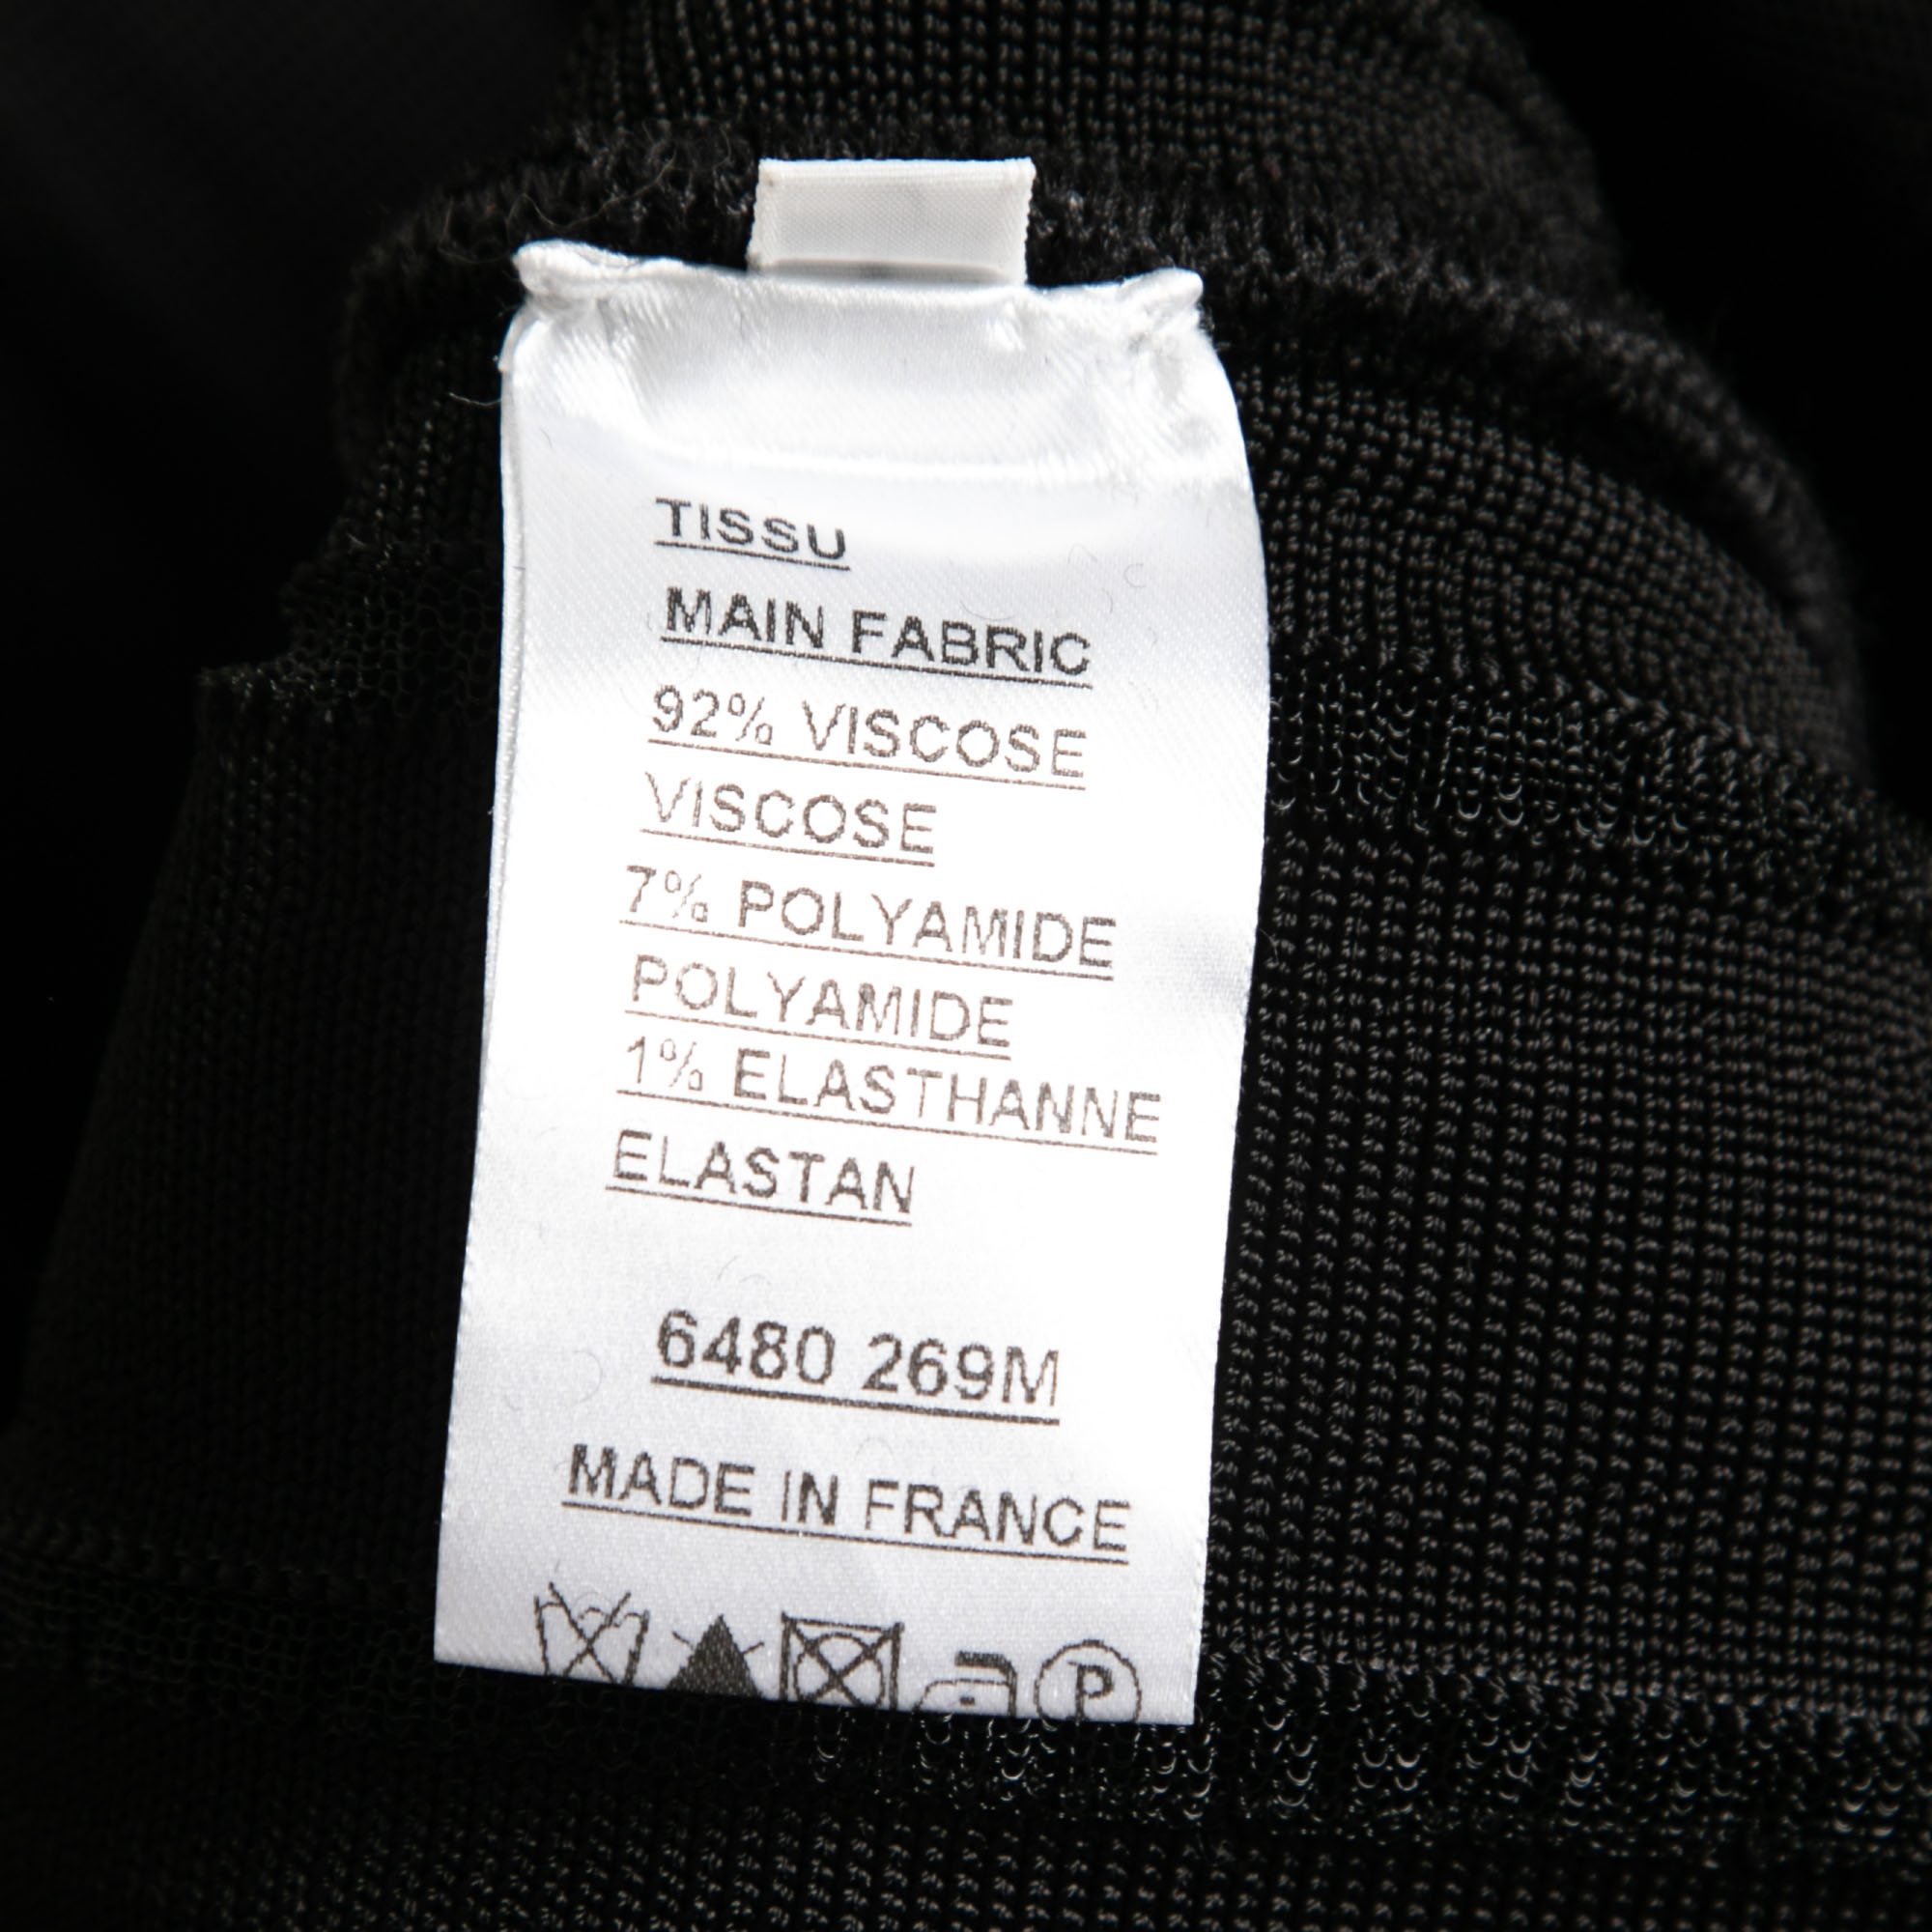 TISSU
MAIN FABRIC
92% VISCOSE
VISCOSE
7% POLYAMIDE
POLYAMIDE
1% ELASTHANNE
ELASTAN
6480 269M
MADE IN FRANCE
P